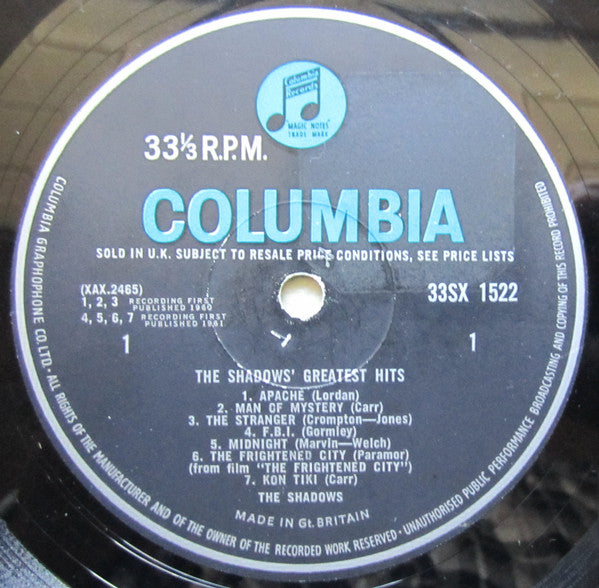 Columbia
Records
"MAGIC NOTES"
TRADE MARK
33⅓ R.P.M.
COLUMBIA
SOLD IN U.K. SUBJECT TO RESALE PRICE CONDITIONS, SEE PRICE LISTS
(XAX.2465)
1, 2, 3 RECORDING FIRST PUBLISHED 1960
4, 5, 6, 7 RECORDING FIRST PUBLISHED 1961
33SX 1522
1
1
THE SHADOWS' GREATEST HITS
1. APACHE (Lordan)
2. MAN OF MYSTERY (Carr)
3. THE STRANGER (Crompton—Jones)
4. F.B.I. (Gormley)
5. MIDNIGHT (Marvin—Welch)
6. THE FRIGHTENED CITY (Paramor)
(from film "THE FRIGHTENED CITY")
7. KON TIKI (Carr)
THE SHADOWS
MADE IN Gt. BRITAIN
COLUMBIA GRAPHOPHONE CO. LTD · ALL RIGHTS OF THE MANUFACTURER AND OF THE OWNER OF THE RECORDED WORK RESERVED · UNAUTHORISED PUBLIC PERFORMANCE BROADCASTING AND COPYING OF THIS RECORD PROHIBITED